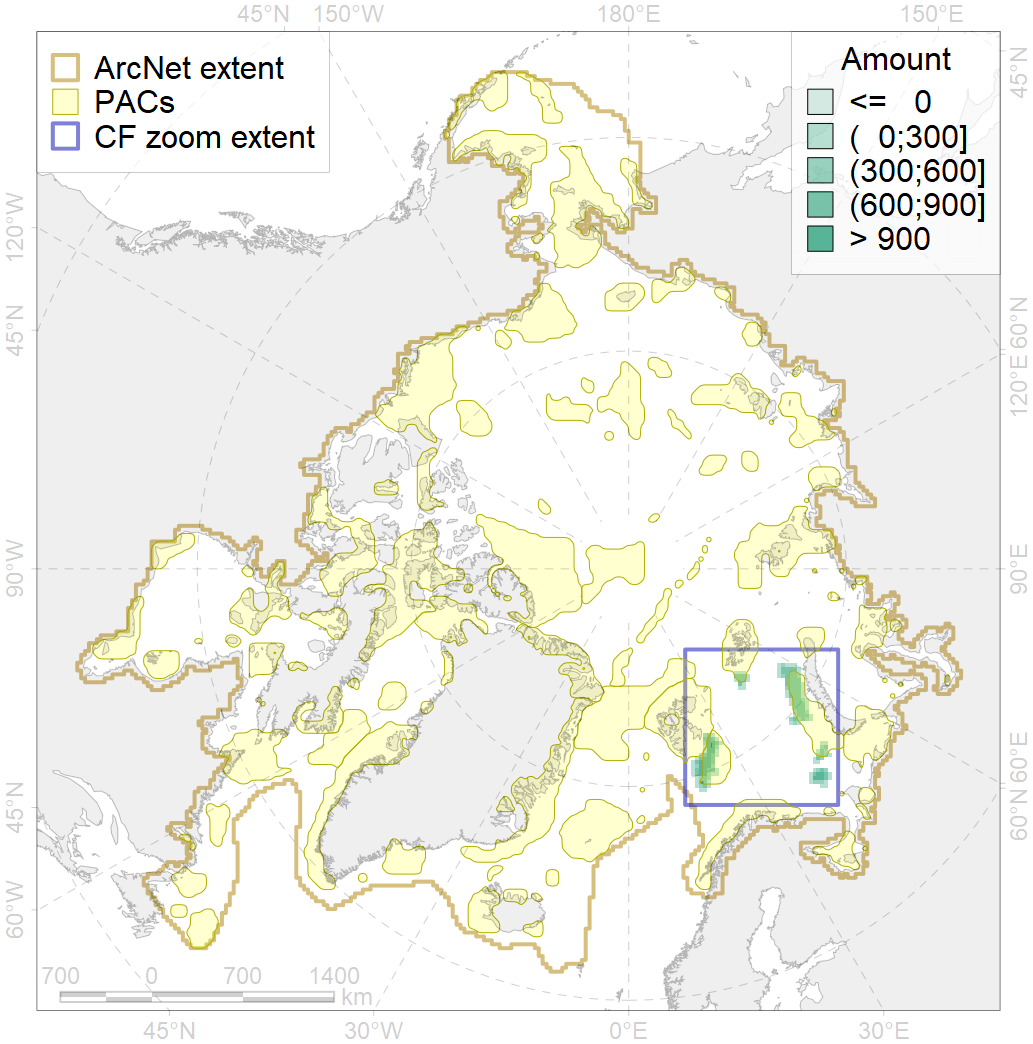 45°N 150°W 180°E 150°E
ArcNet extent
PACs
CF zoom extent
Amount
<= 0
( 0;300]
(300;600]
(600;900]
> 900
120°W
45°N
90°W
45°N
60°W
45°N
60°N
120°E
90°E
60°N
700 0 700 1400
km
45°N 30°W 0°E 30°E